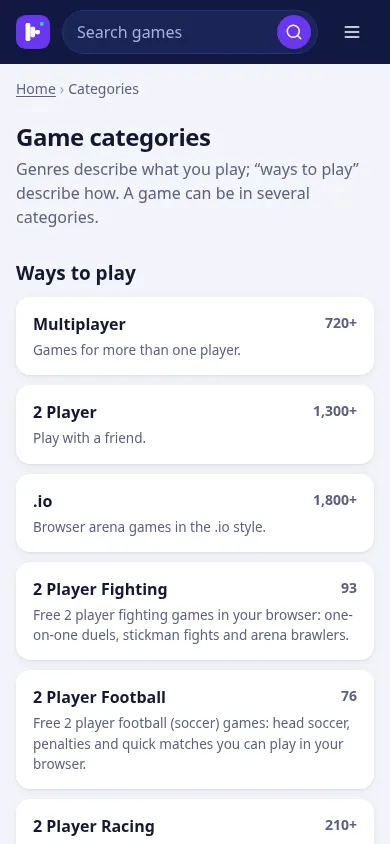 Search games
Home › Categories
Game categories
Genres describe what you play; “ways to play”
describe how. A game can be in several
categories.
Ways to play
Multiplayer 720+
Games for more than one player.
2 Player 1,300+
Play with a friend.
.io 1,800+
Browser arena games in the .io style.
2 Player Fighting 93
Free 2 player fighting games in your browser: one-
on-one duels, stickman fights and arena brawlers.
2 Player Football 76
Free 2 player football (soccer) games: head soccer,
penalties and quick matches you can play in your
browser.
2 Player Racing 210+